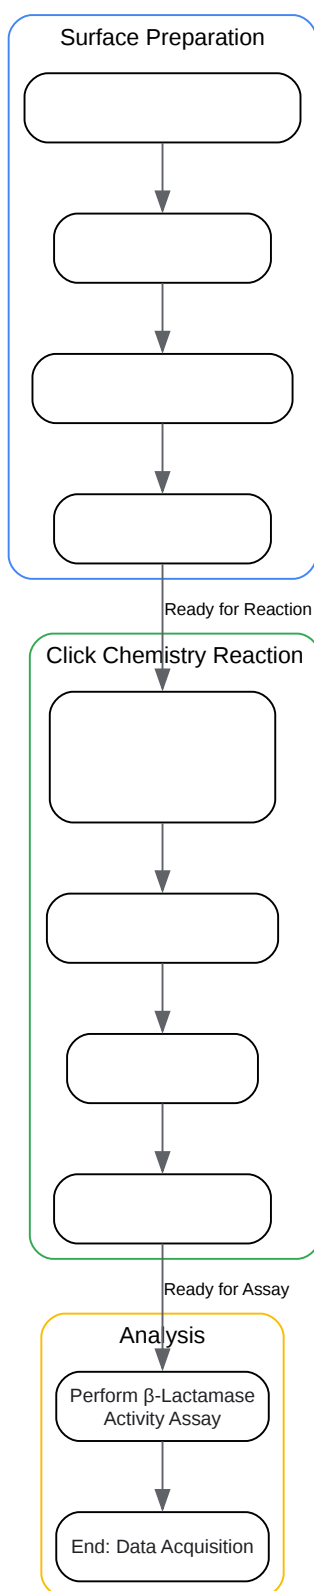 Surface Preparation
Ready for Reaction
Click Chemistry Reaction
Ready for Assay
Analysis
Perform β-Lactamase
Activity Assay
End: Data Acquisition